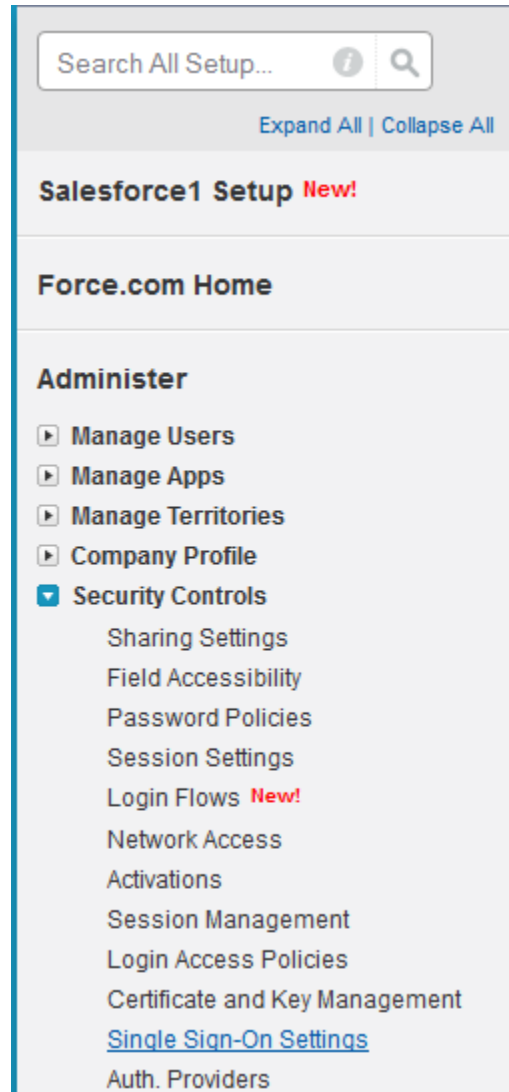 Search All Setup...
Expand All | Collapse All
Salesforce1 Setup New!
Force.com Home
Administer
Manage Users
Manage Apps
Manage Territories
Company Profile
Security Controls
Sharing Settings
Field Accessibility
Password Policies
Session Settings
Login Flows New!
Network Access
Activations
Session Management
Login Access Policies
Certificate and Key Management
Single Sign-On Settings
Auth. Providers